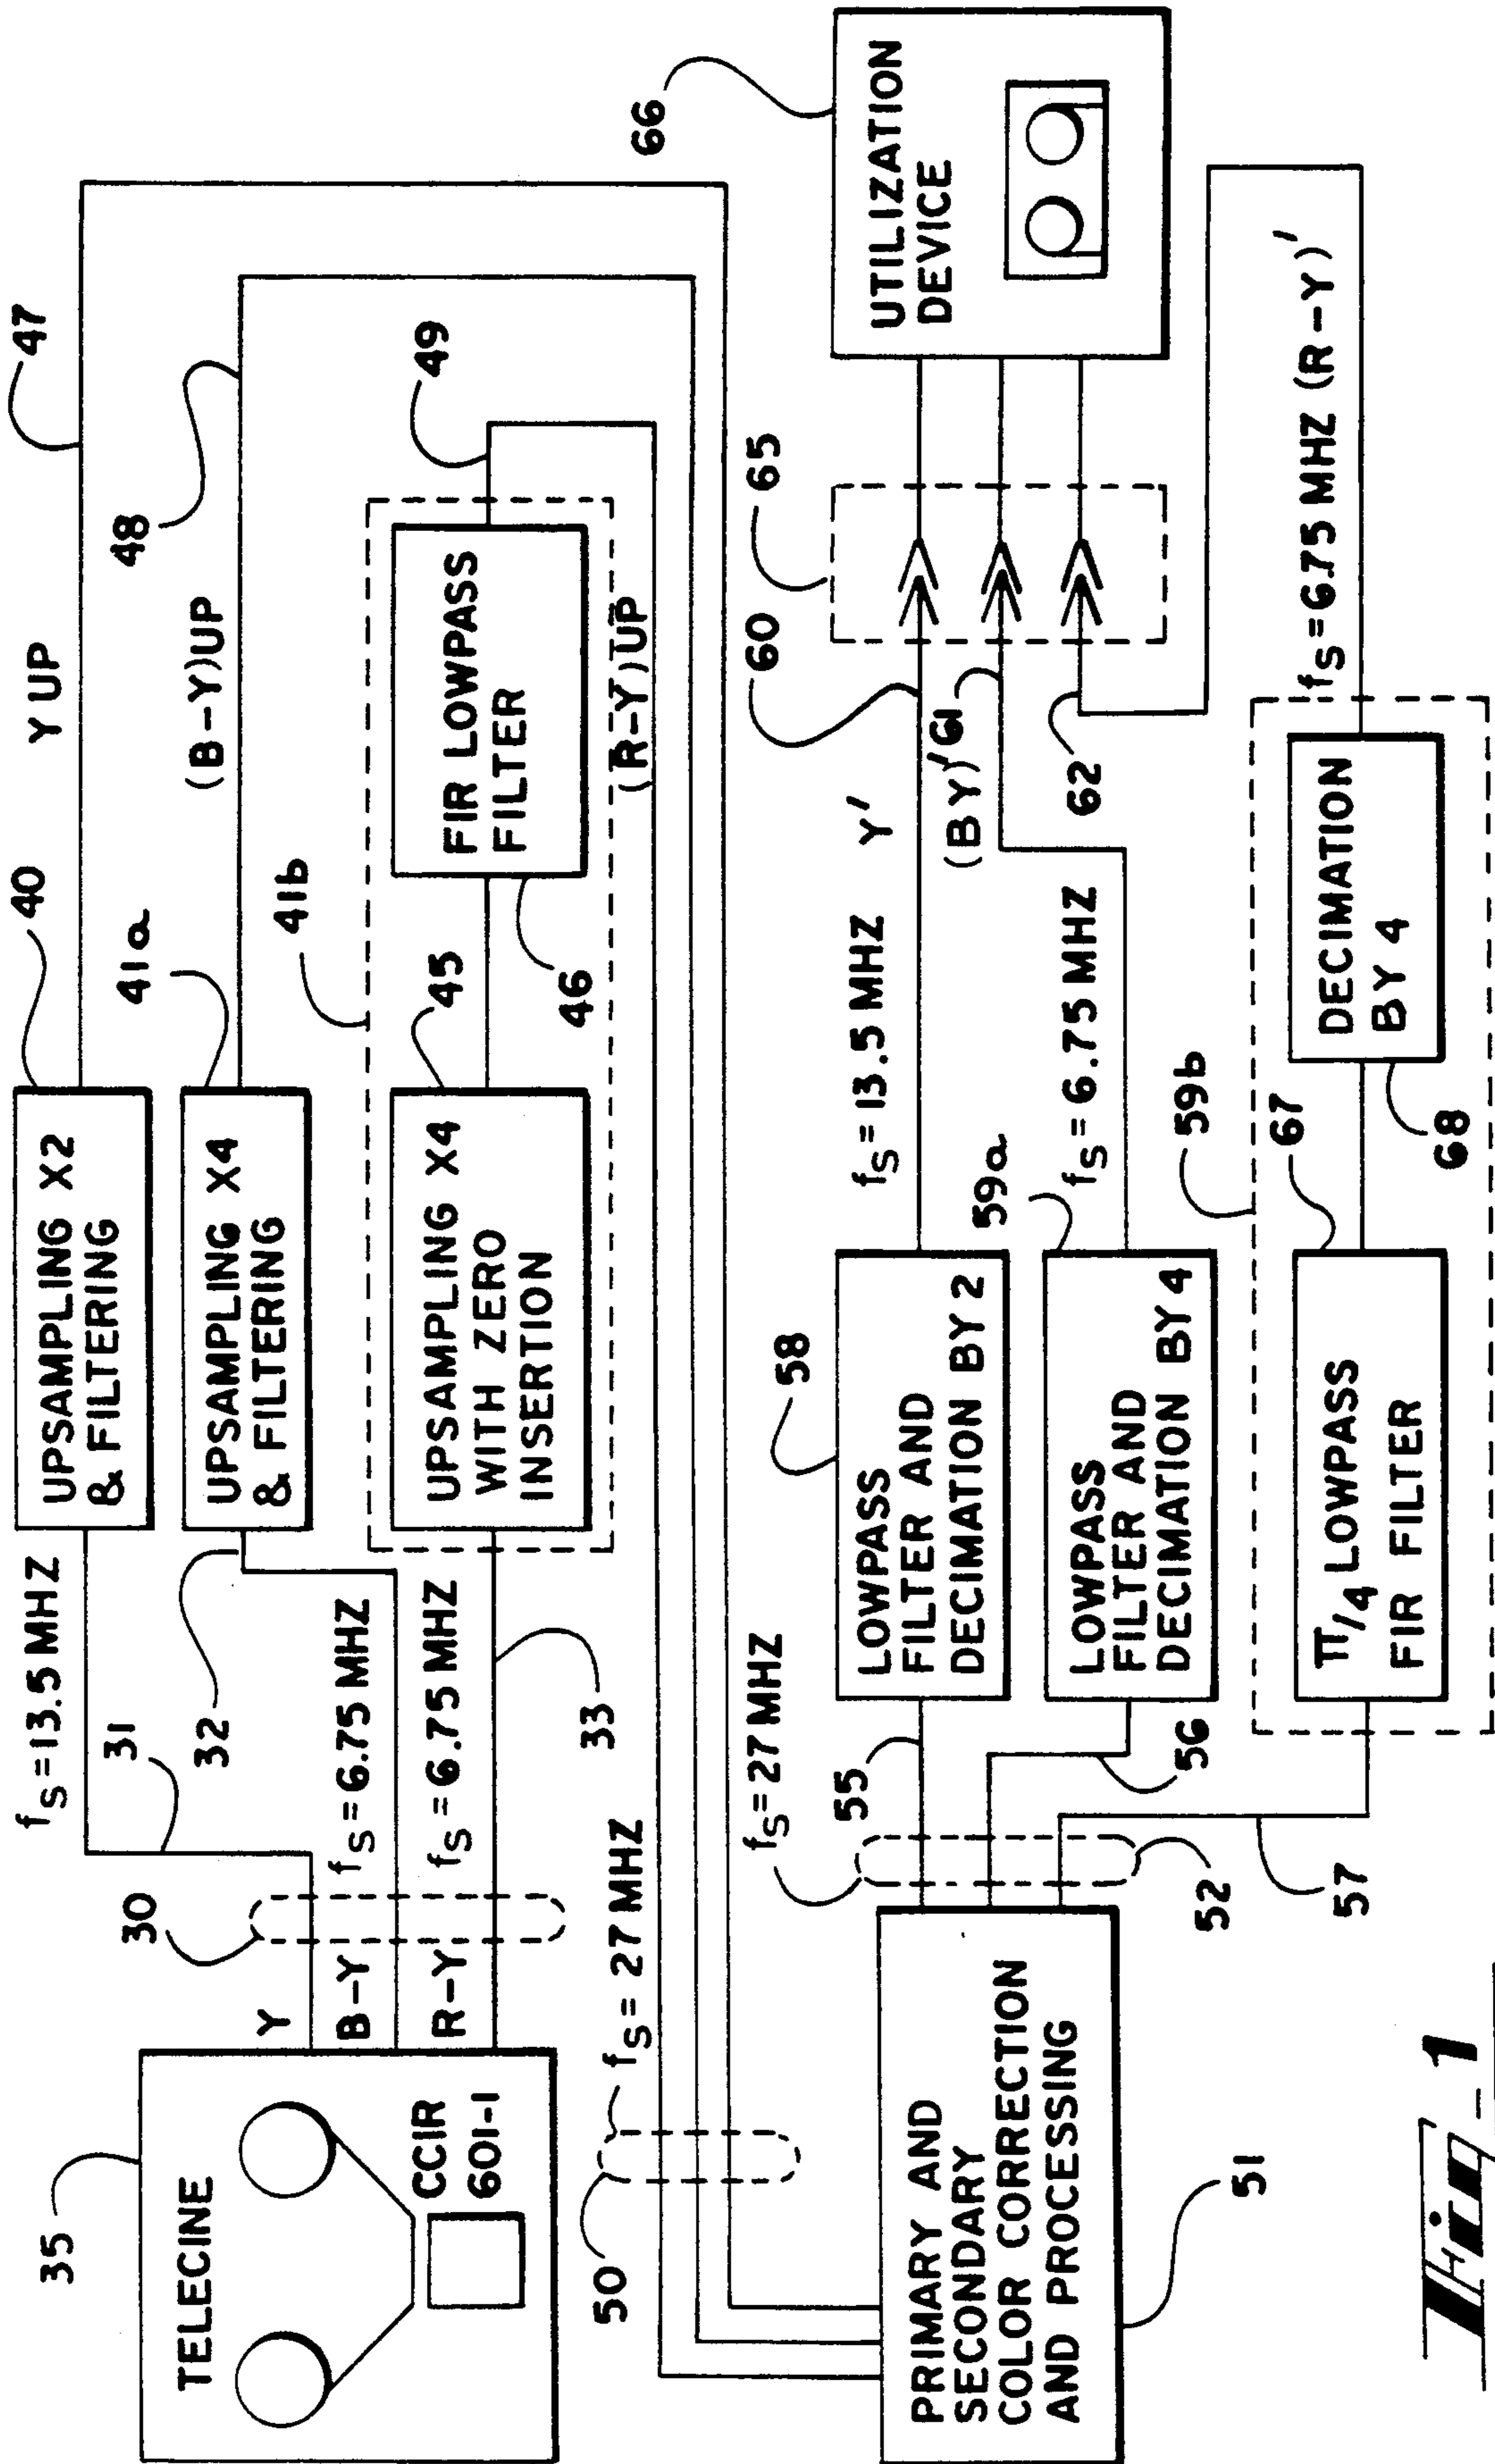 35
TELECINE
CCIR
601-1
Y
B-Y
R-Y
30
fS=13.5 MHZ
31
32
fS=6.75 MHZ
fS=6.75 MHZ
33
UPSAMPLING X2
& FILTERING
40
UPSAMPLING X4
& FILTERING
41a
UPSAMPLING X4
WITH ZERO
INSERTION
45
41b
FIR LOWPASS
FILTER
46
Y UP
47
(B-Y)UP
48
49
(R-Y)UP
50
fS=27 MHZ
PRIMARY AND
SECONDARY
COLOR CORRECTION
AND PROCESSING
51
fS=27 MHZ
52
55
56
57
LOWPASS
FILTER AND
DECIMATION BY 2
58
LOWPASS
FILTER AND
DECIMATION BY 4
59a
π/4 LOWPASS
FIR FILTER
67
59b
DECIMATION
BY 4
68
fS=13.5 MHZ Y'
60
fS=6.75 MHZ
(B Y)'61
62
fS=6.75 MHZ (R-Y)'
65
UTILIZATION
DEVICE
66
Fig_1